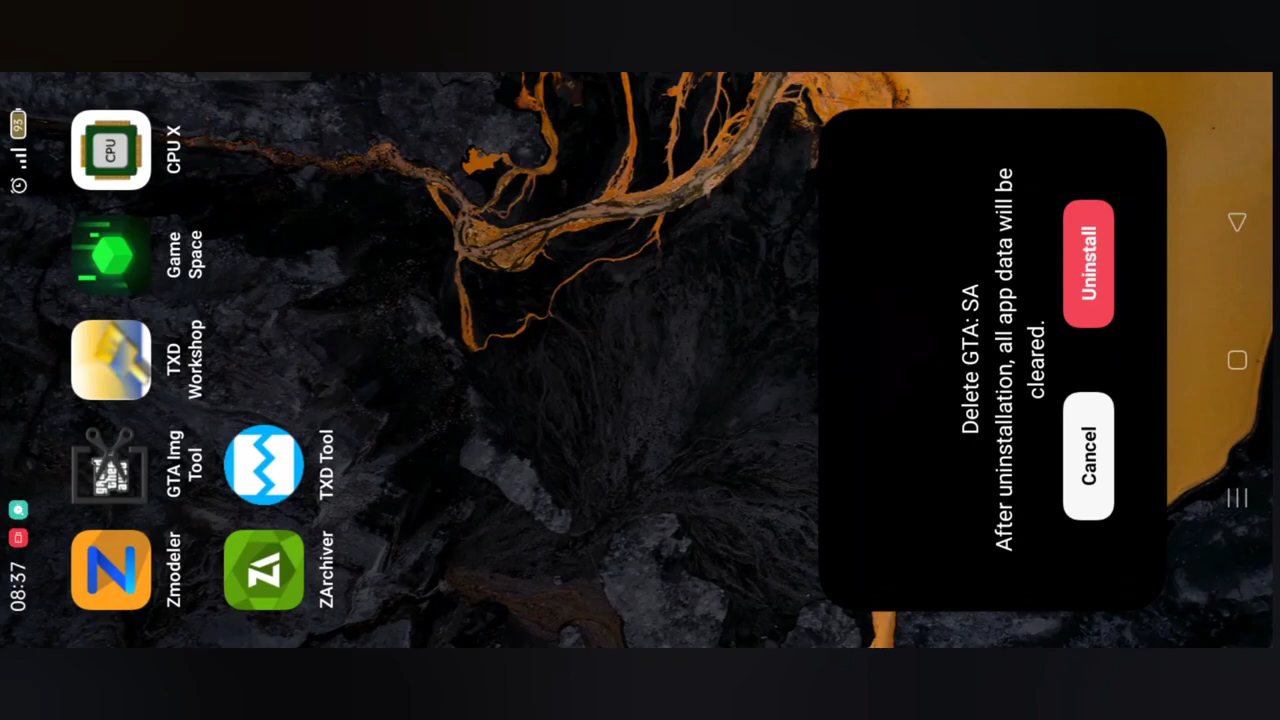 08:37
93
Zmodeler
GTA Img
Tool
TXD
Workshop
Game
Space
CPU
CPU X
ZA
ZArchiver
TXD Tool
Delete GTA: SA
After uninstallation, all app data will be
cleared.
Cancel
Uninstall